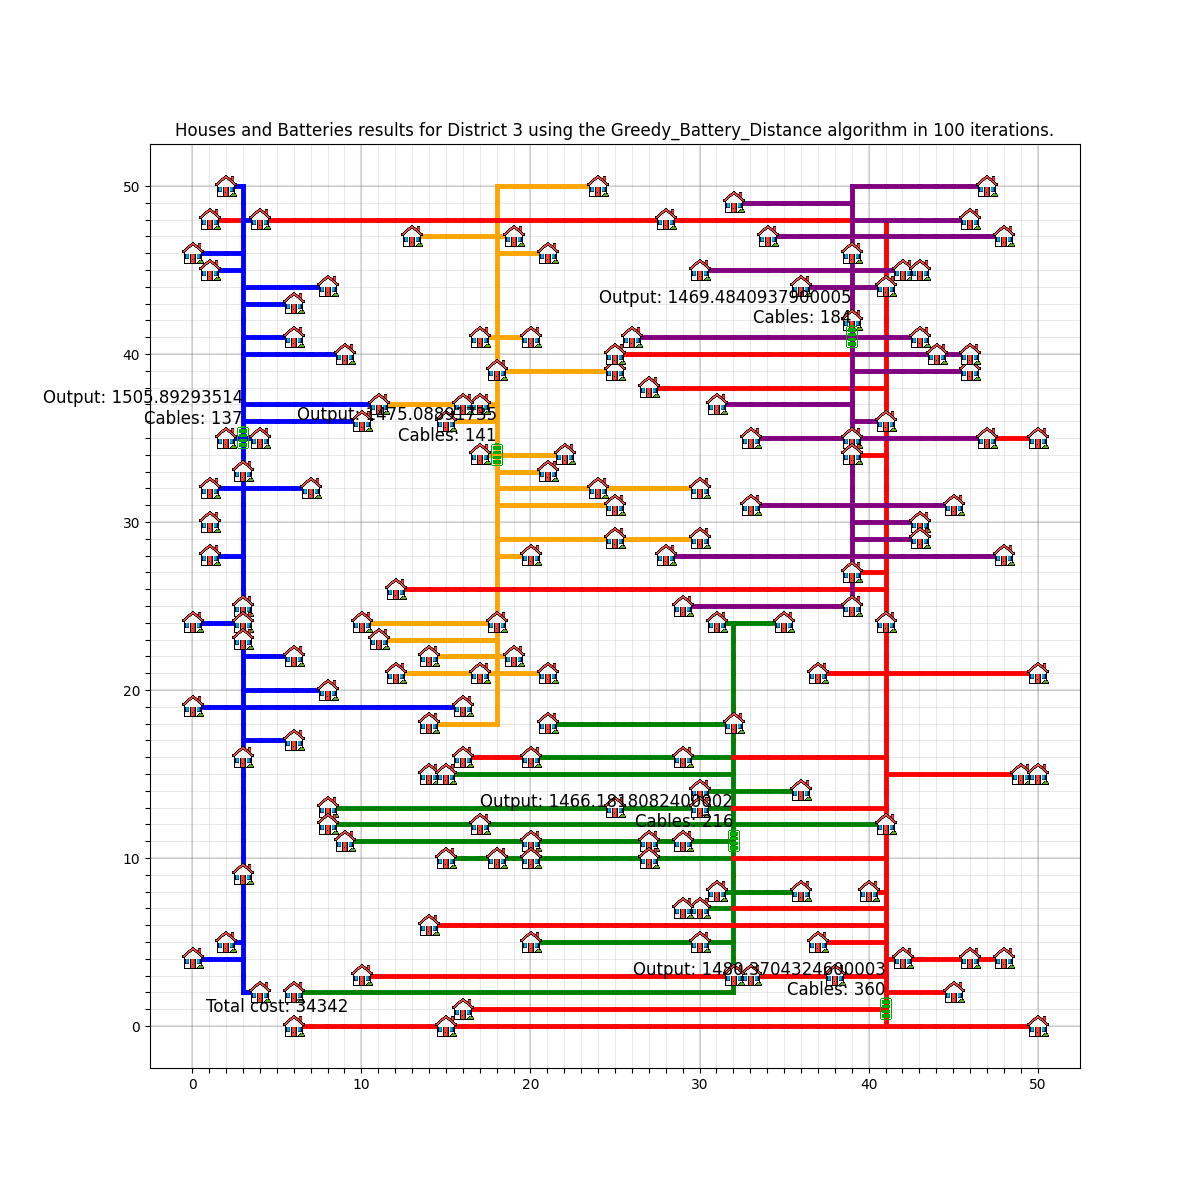 Houses and Batteries results for District 3 using the Greedy_Battery_Distance algorithm in 100 iterations.
50
40
30
20
10
0
Output: 1469.4840937900005
Cables: 184
Output: 1505.89293514
Cables: 137
Output: 1475.08891735
Cables: 141
Output: 1466.1818082400002
Cables: 216
Output: 1480.3704324600003
Cables: 360
Total cost: 34342
0 10 20 30 40 50